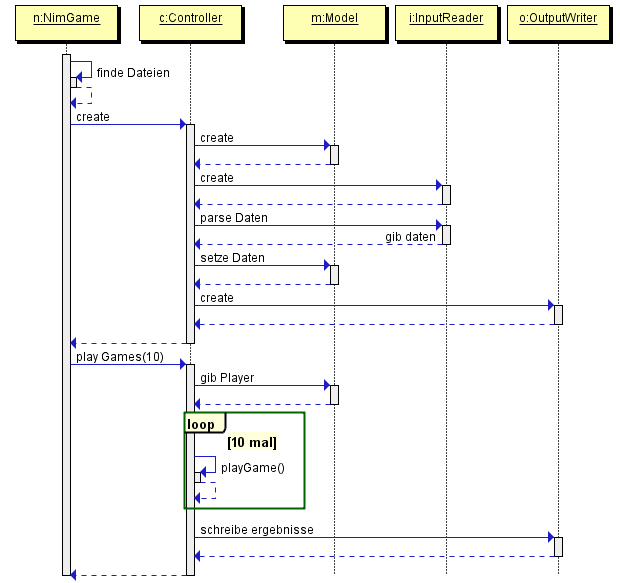 n:NimGame
c:Controller
m:Model
i:InputReader
o:OutputWriter
finde Dateien
create
create
create
parse Daten
gib daten
setze Daten
create
play Games(10)
gib Player
loop
[10 mal]
playGame()
schreibe ergebnisse